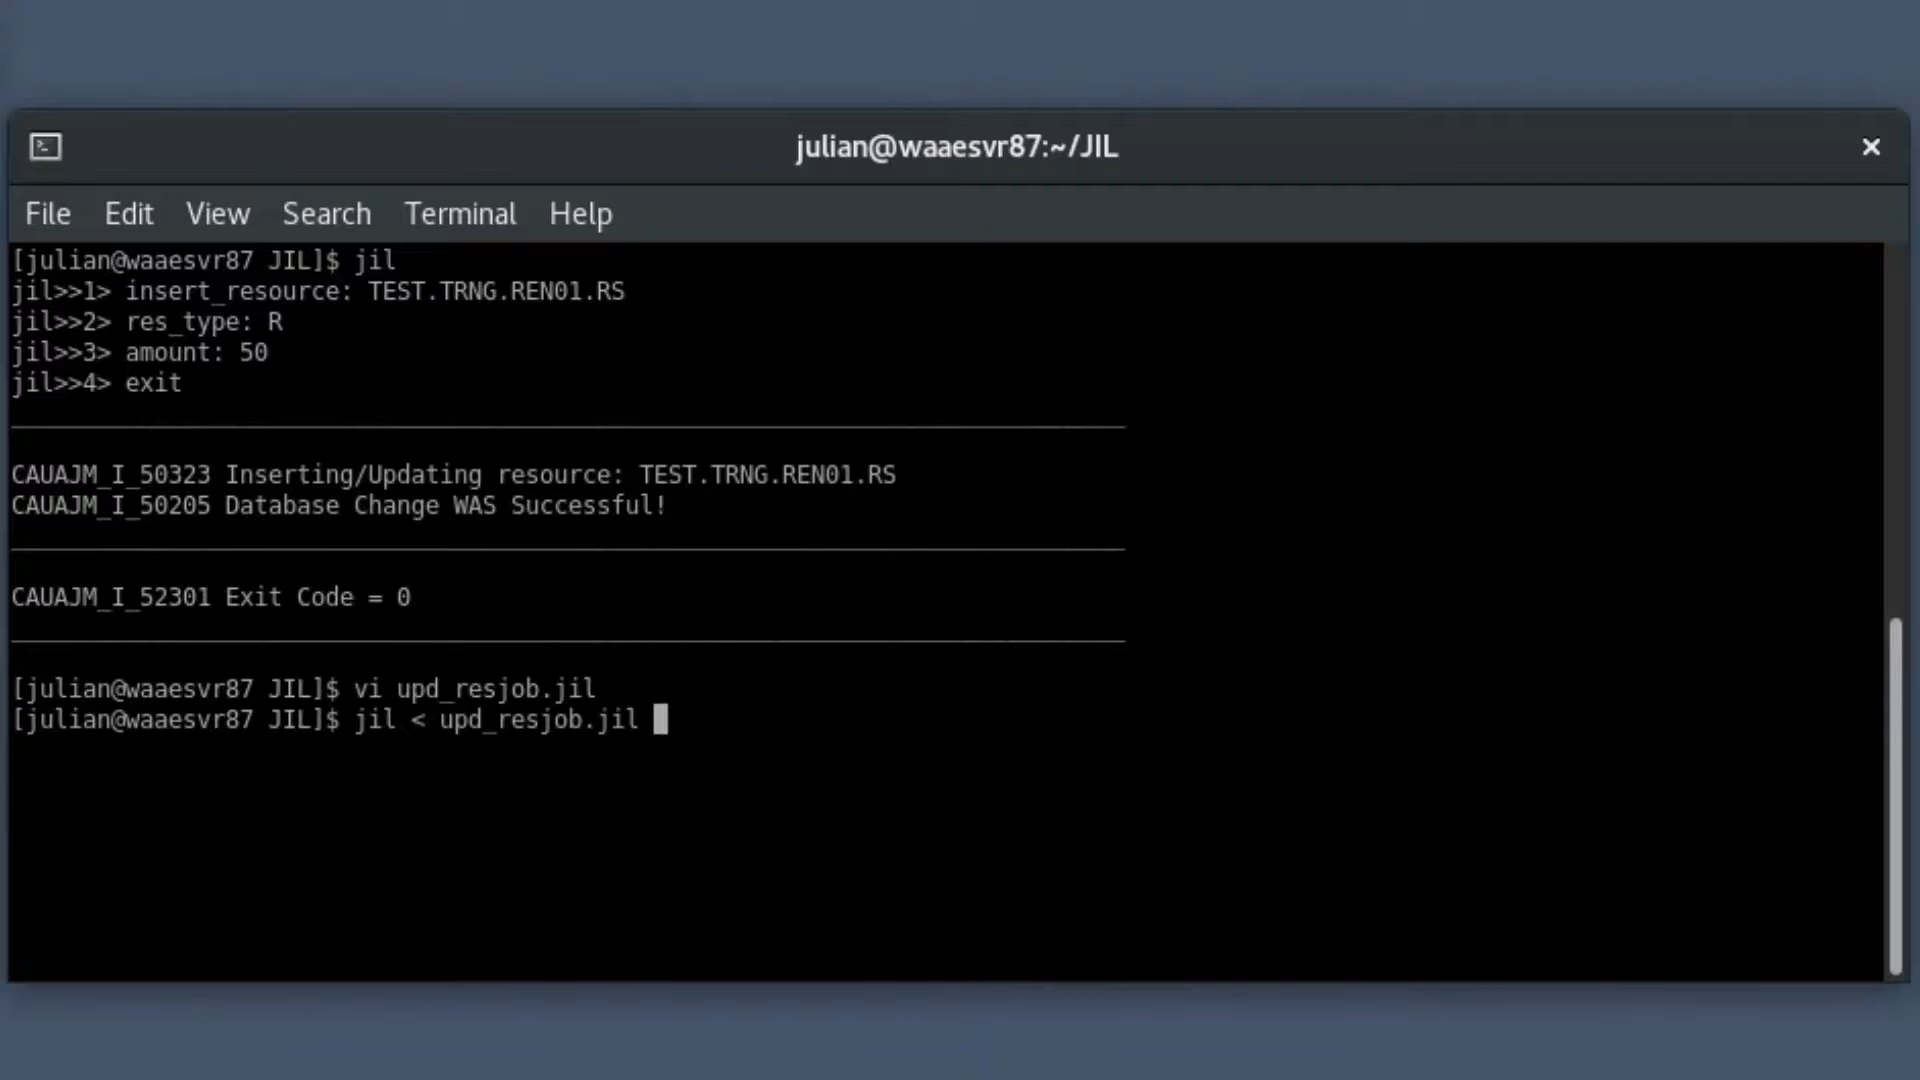 julian@waaesvr87:~/JIL
File Edit View Search Terminal Help
[julian@waaesvr87 JIL]$ jil
jil>>1> insert_resource: TEST.TRNG.REN01.RS
jil>>2> res_type: R
jil>>3> amount: 50
jil>>4> exit
CAUAJM_I_50323 Inserting/Updating resource: TEST.TRNG.REN01.RS
CAUAJM_I_50205 Database Change WAS Successful!
CAUAJM_I_52301 Exit Code = 0
[julian@waaesvr87 JIL]$ vi upd_resjob.jil
[julian@waaesvr87 JIL]$ jil < upd_resjob.jil